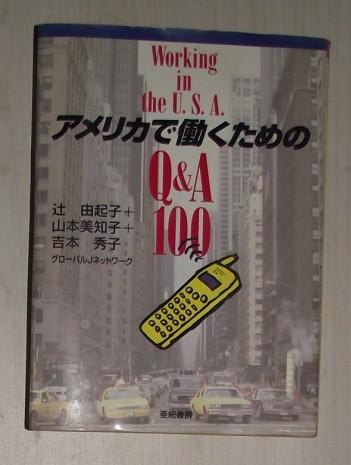 Working
in
the U.S.A.
アメリカで働くための
Q&A
100
辻 由起子+
山本美知子+
吉本 秀子
グローバルJネットワーク
亜紀書房